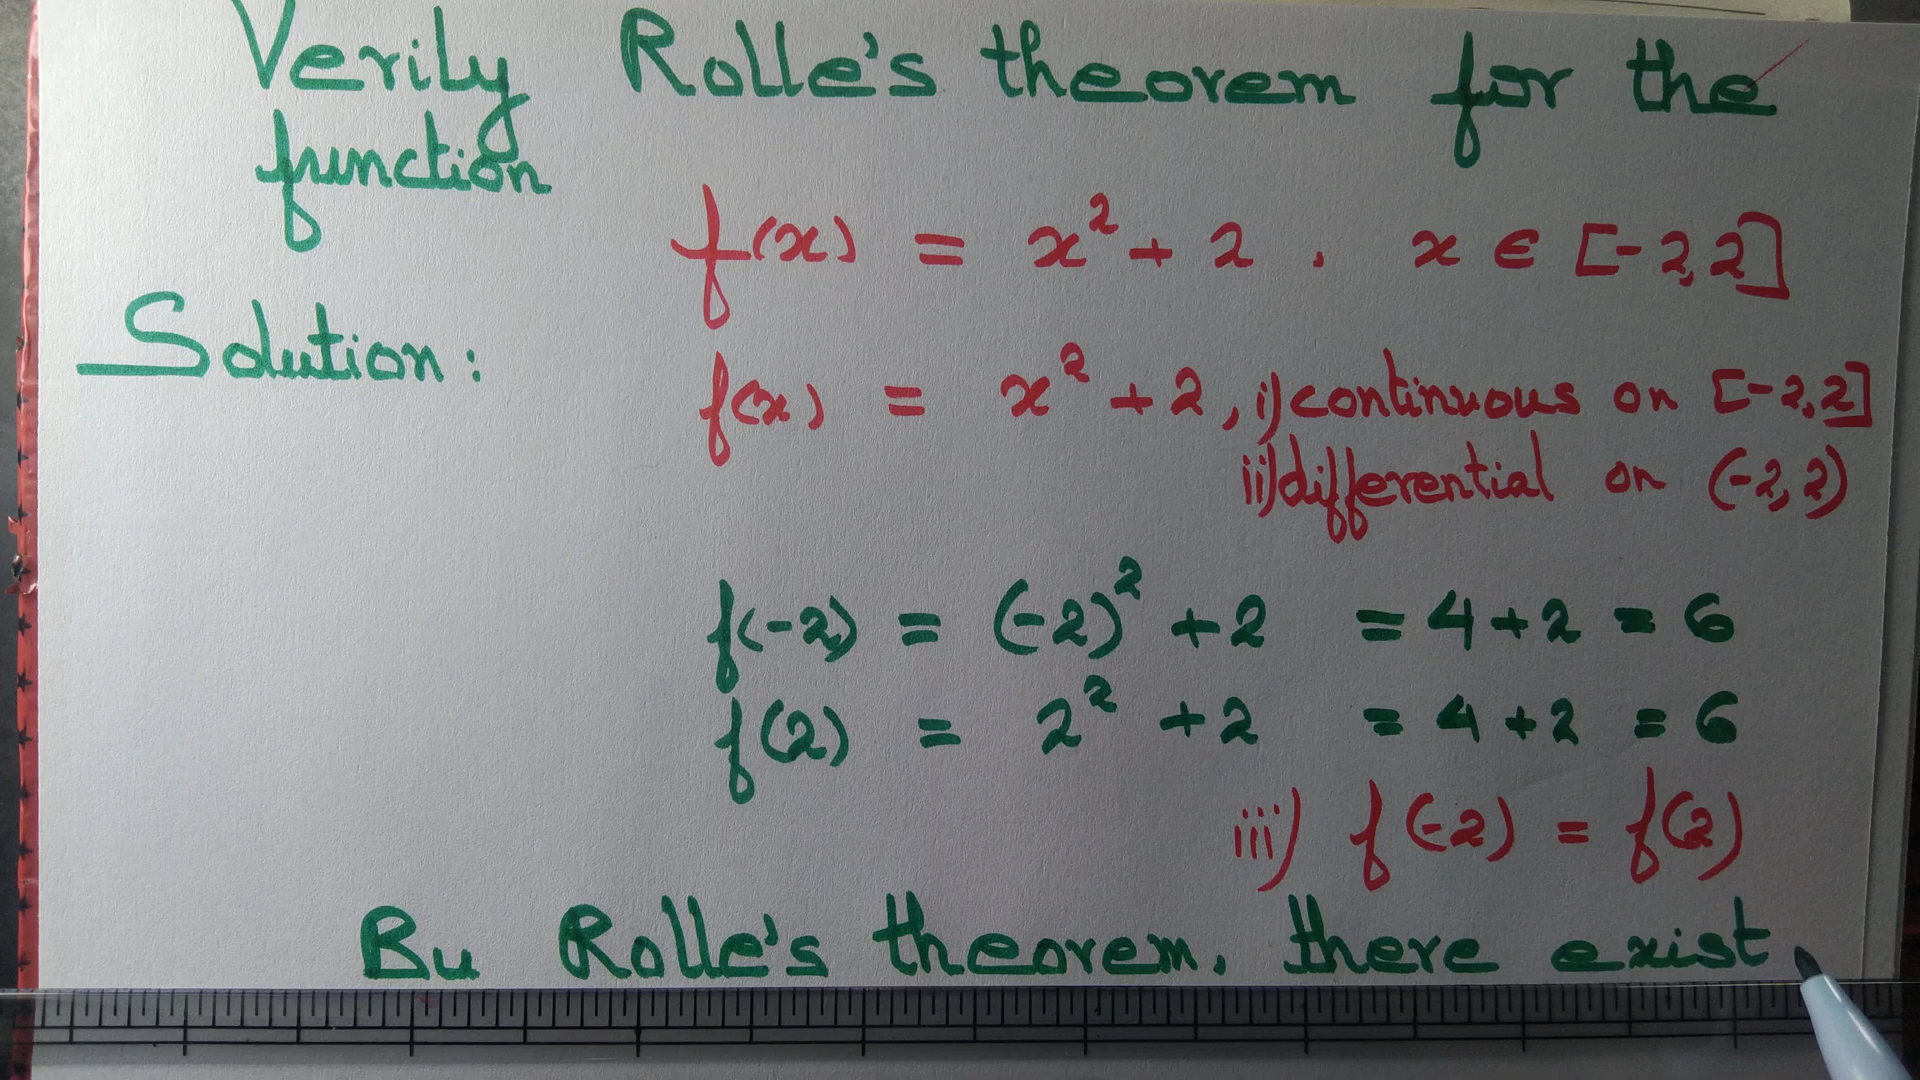 Verily Rolle's theorem for the
function
f(x) = x² + 2 . x ∈ [-2,2]
Solution:
f(x) = x² + 2, i) continuous on [-2,2]
ii) differential on (-2,2)
f(-2) = (-2)² + 2 = 4 + 2 = 6
f(2) = 2² + 2 = 4 + 2 = 6
iii) f(-2) = f(2)
By Rolle's theorem, there exist